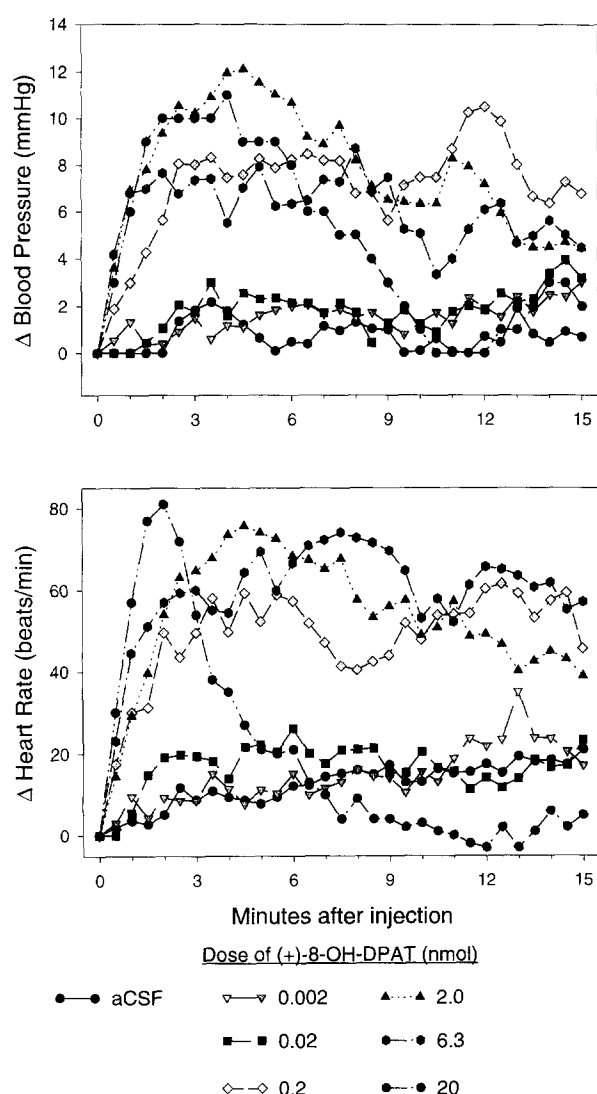 14
12
10
8
6
4
2
0
Δ Blood Pressure (mmHg)
0 3 6 9 12 15
80
60
40
20
0
Δ Heart Rate (beats/min)
0 3 6 9 12 15
Minutes after injection
Dose of (+)-8-OH-DPAT (nmol)
aCSF 0.002 2.0
0.02 6.3
0.2 20